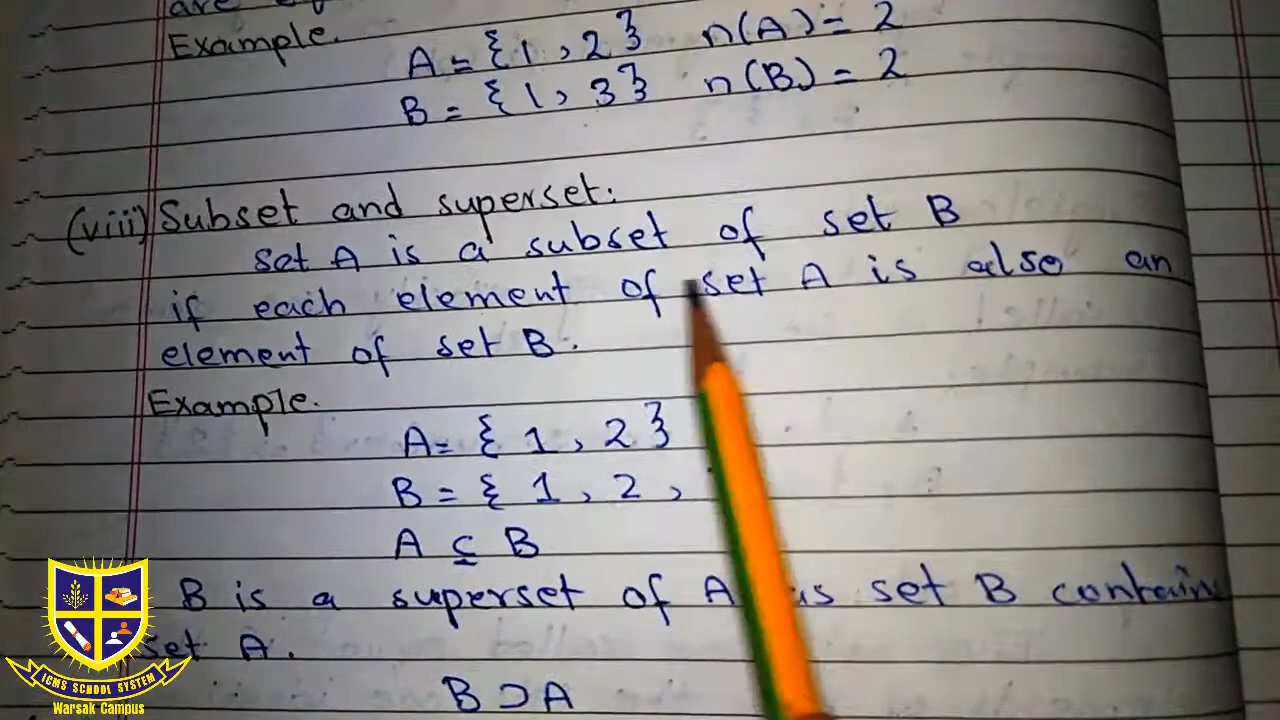 are e
Example.
A = {1, 2} n(A) = 2
B = {1, 3} n(B) = 2
(viii) Subset and superset:
set A is a subset of set B
if each element of set A is also an
element of set B.
Example.
A = { 1, 2 }
B = { 1, 2,
A ⊆ B
B is a superset of A as set B contain
set A.
B ⊃ A
ICMS SCHOOL SYSTEM
Warsak Campus